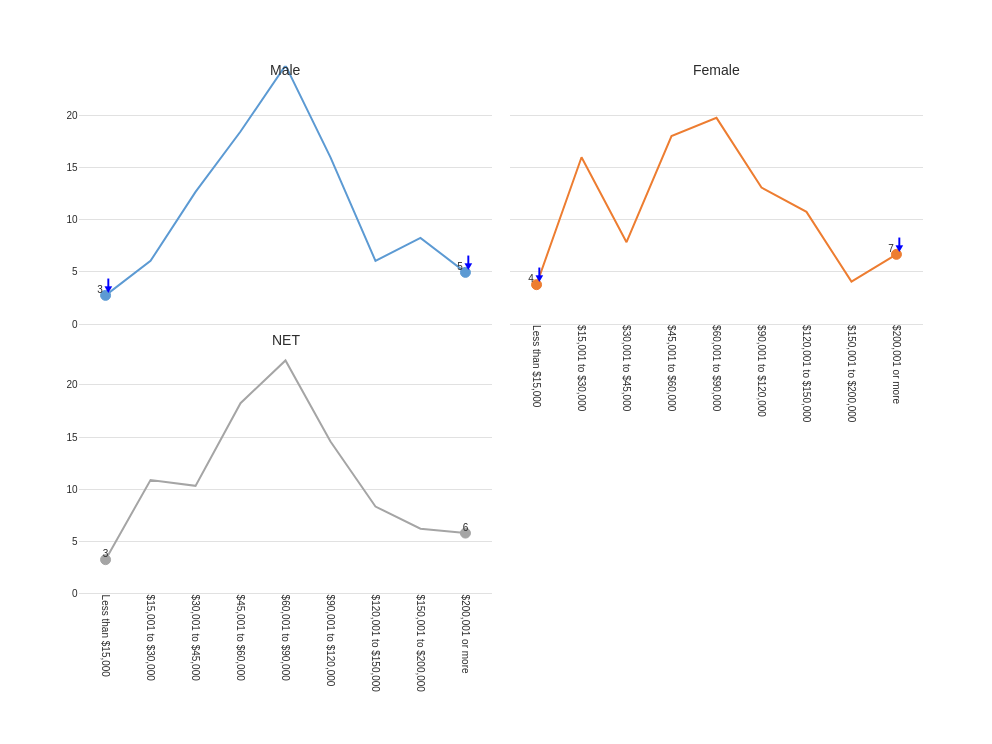 Male
20
15
10
5
0
3
5
Female
4
7
Less than $15,000
$15,001 to $30,000
$30,001 to $45,000
$45,001 to $60,000
$60,001 to $90,000
$90,001 to $120,000
$120,001 to $150,000
$150,001 to $200,000
$200,001 or more
NET
20
15
10
5
0
3
6
Less than $15,000
$15,001 to $30,000
$30,001 to $45,000
$45,001 to $60,000
$60,001 to $90,000
$90,001 to $120,000
$120,001 to $150,000
$150,001 to $200,000
$200,001 or more